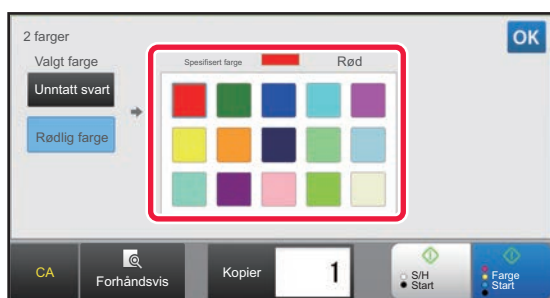 2 farger
OK
Valgt farge
Spesifisert farge
Rød
Unntatt svart
Rødlig farge
CA
Forhåndsvis
Kopier
1
S/H
Start
Farge
Start